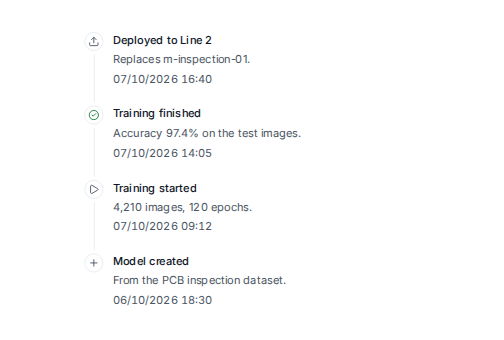 Deployed to Line 2
Replaces m-inspection-01.
07/10/2026 16:40
Training finished
Accuracy 97.4% on the test images.
07/10/2026 14:05
Training started
4,210 images, 120 epochs.
07/10/2026 09:12
Model created
From the PCB inspection dataset.
06/10/2026 18:30